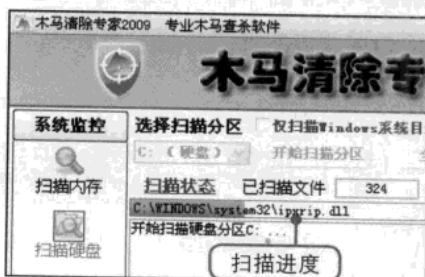 木马清除专家2009 专业木马查杀软件
木马清除专
系统监控
选择扫描分区 仅扫描Windows系统目
C: (硬盘) 开始扫描分区
扫描内存
扫描状态 已扫描文件 324
C:\WINDOWS\system32\ipxrip.dll
扫描硬盘
开始扫描硬盘分区C: ...
扫描进度